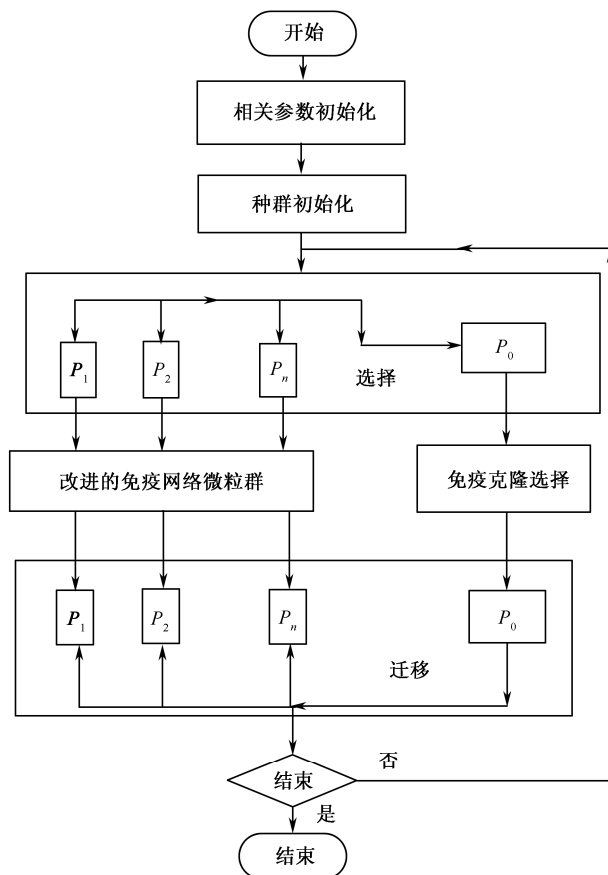 开始
相关参数初始化
种群初始化
P1 P2 Pn P0
选择
改进的免疫网络微粒群 免疫克隆选择
P1 P2 Pn P0
迁移
结束 否
是
结束